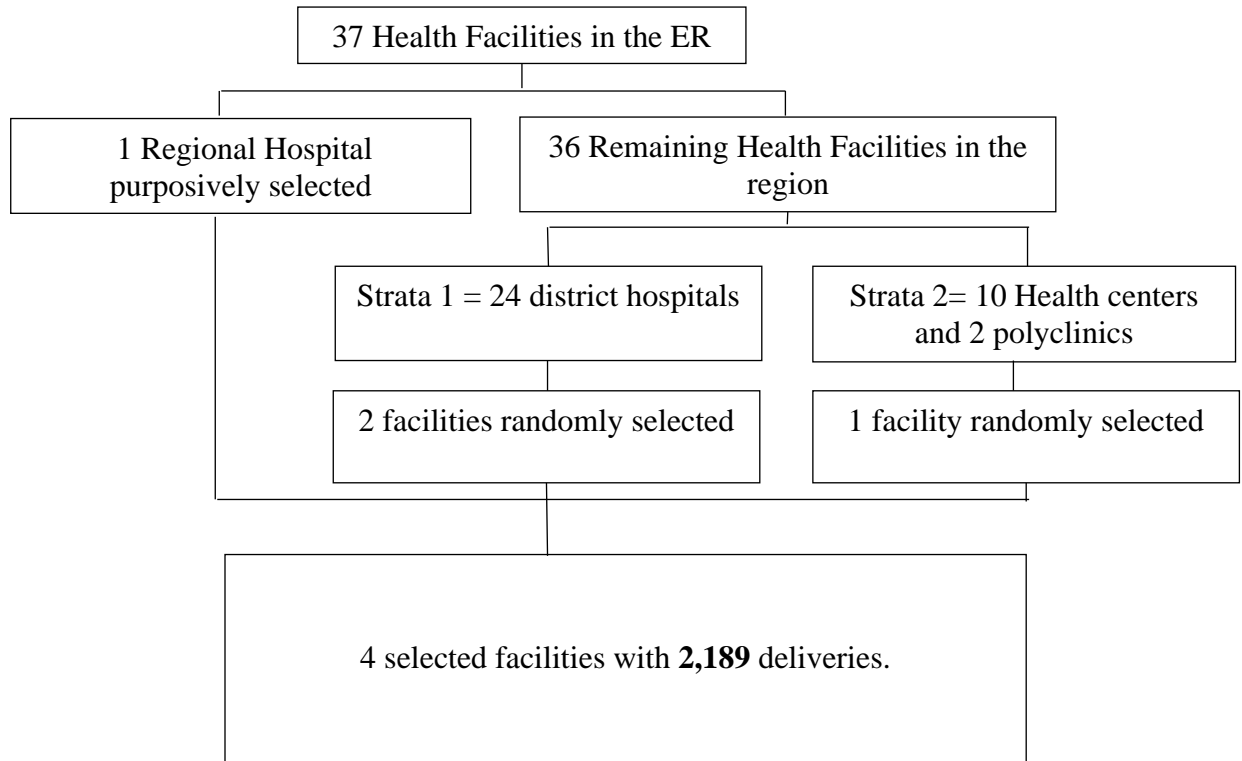 37 Health Facilities in the ER
1 Regional Hospital
purposively selected
36 Remaining Health Facilities in the
region
Strata 1 = 24 district hospitals
Strata 2= 10 Health centers
and 2 polyclinics
2 facilities randomly selected
1 facility randomly selected
4 selected facilities with 2,189 deliveries.